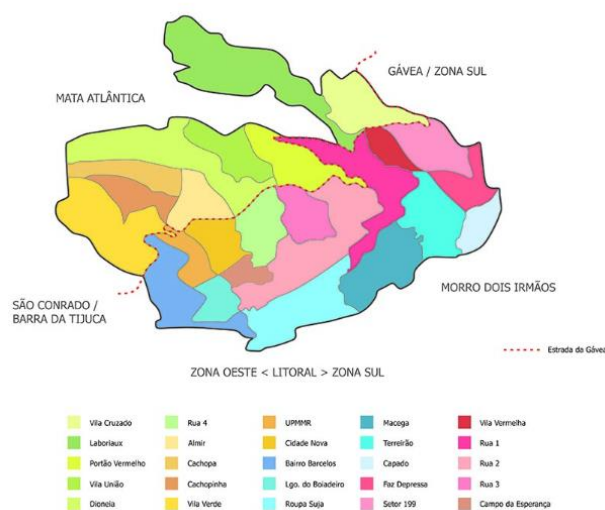 GÁVEA / ZONA SUL
MATA ATLÂNTICA
MORRO DOIS IRMÃOS
SÃO CONRADO /
BARRA DA TIJUCA
Estrada da Gávea
ZONA OESTE < LITORAL > ZONA SUL
Vila Cruzado
Rua 4
UPMMR
Macega
Vila Vermelha
Laboriaux
Almir
Cidade Nova
Terreirão
Rua 1
Portão Vermelho
Cachopa
Bairro Barcelos
Capado
Rua 2
Vila União
Cachopinha
Lgo. do Boiadeiro
Faz Depressa
Rua 3
Dioneia
Vila Verde
Roupa Suja
Setor 199
Campo da Esperança